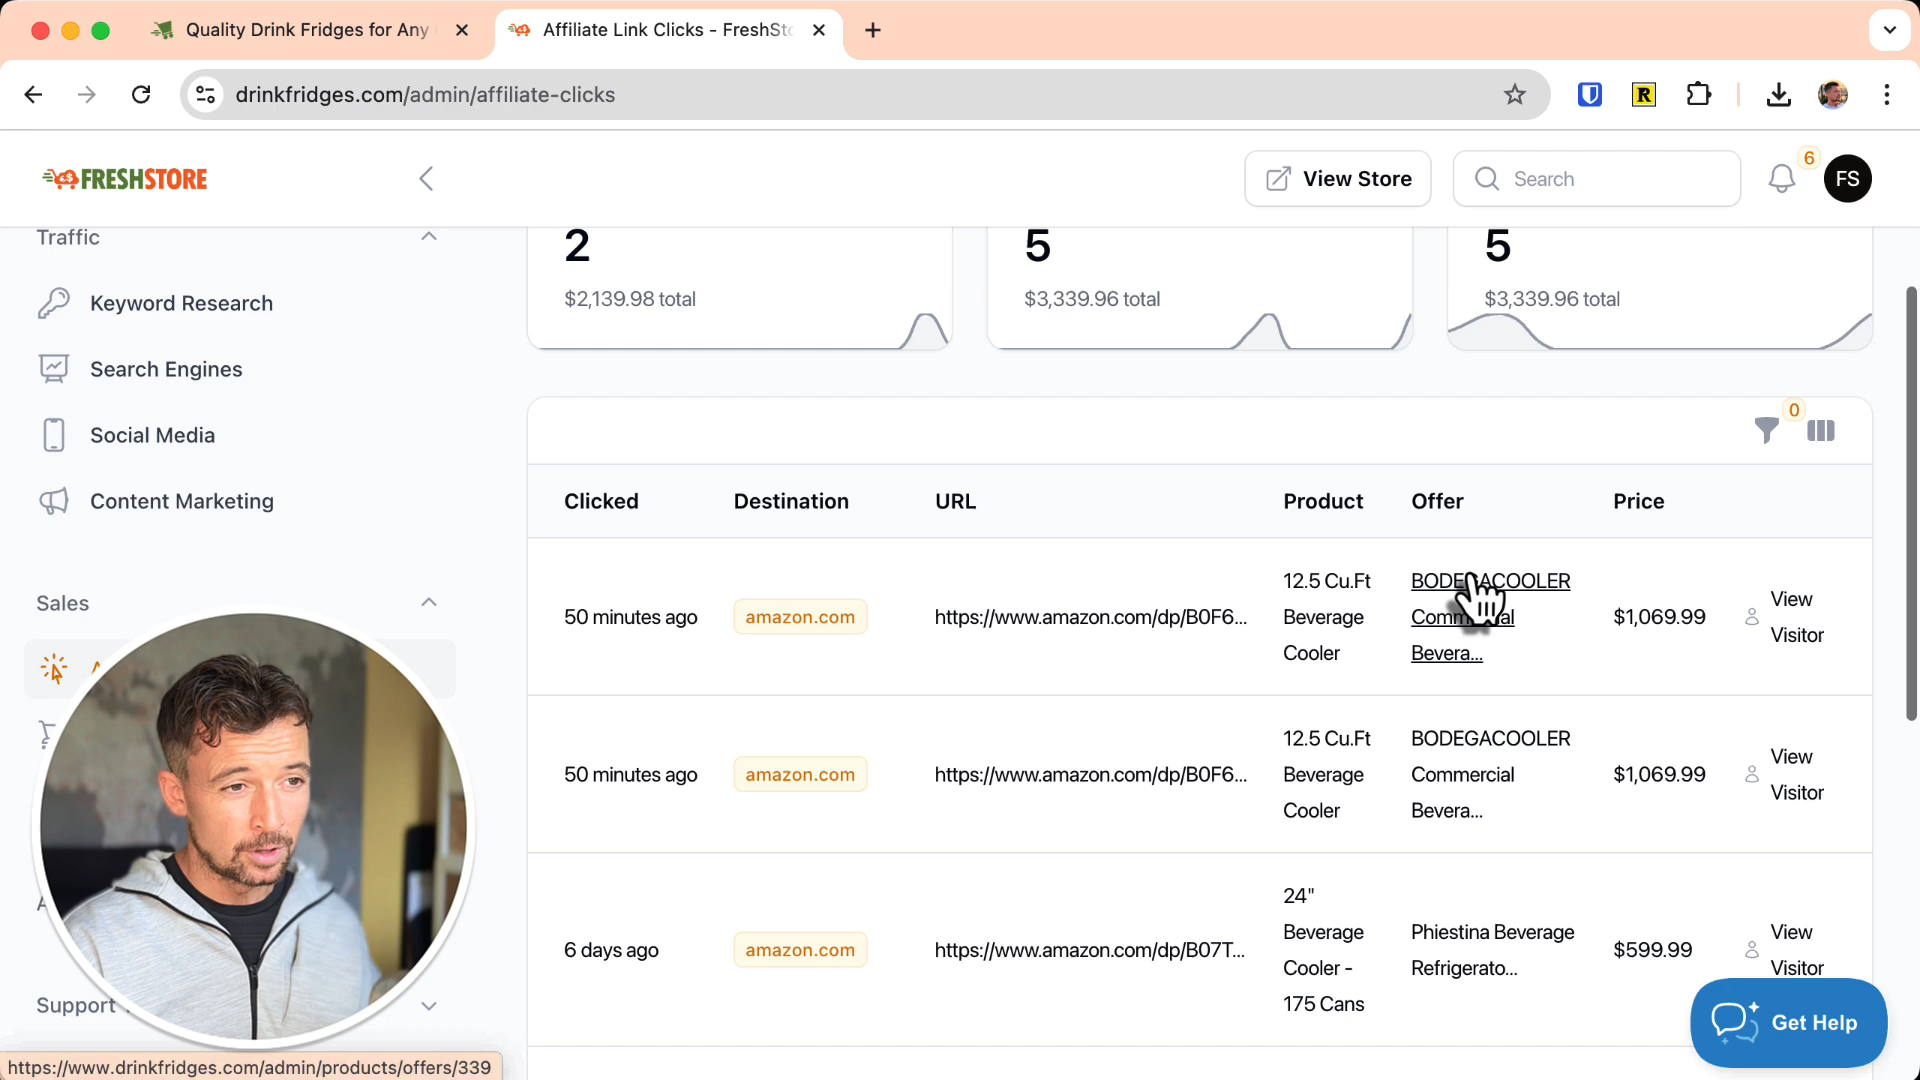 Quality Drink Fridges for Any
Affiliate Link Clicks - FreshSto
drinkfridges.com/admin/affiliate-clicks
R
FRESHSTORE
View Store
Search
6
FS
Traffic
Keyword Research
Search Engines
Social Media
Content Marketing
Sales
Support
2
$2,139.98 total
5
$3,339.96 total
5
$3,339.96 total
0
Clicked Destination URL Product Offer Price
50 minutes ago amazon.com https://www.amazon.com/dp/B0F6... 12.5 Cu.Ft Beverage Cooler BODEGACOOLER Commercial Bevera... $1,069.99 View Visitor
50 minutes ago amazon.com https://www.amazon.com/dp/B0F6... 12.5 Cu.Ft Beverage Cooler BODEGACOOLER Commercial Bevera... $1,069.99 View Visitor
6 days ago amazon.com https://www.amazon.com/dp/B07T... 24" Beverage Cooler - 175 Cans Phiestina Beverage Refrigerato... $599.99 View Visitor
Get Help
https://www.drinkfridges.com/admin/products/offers/339